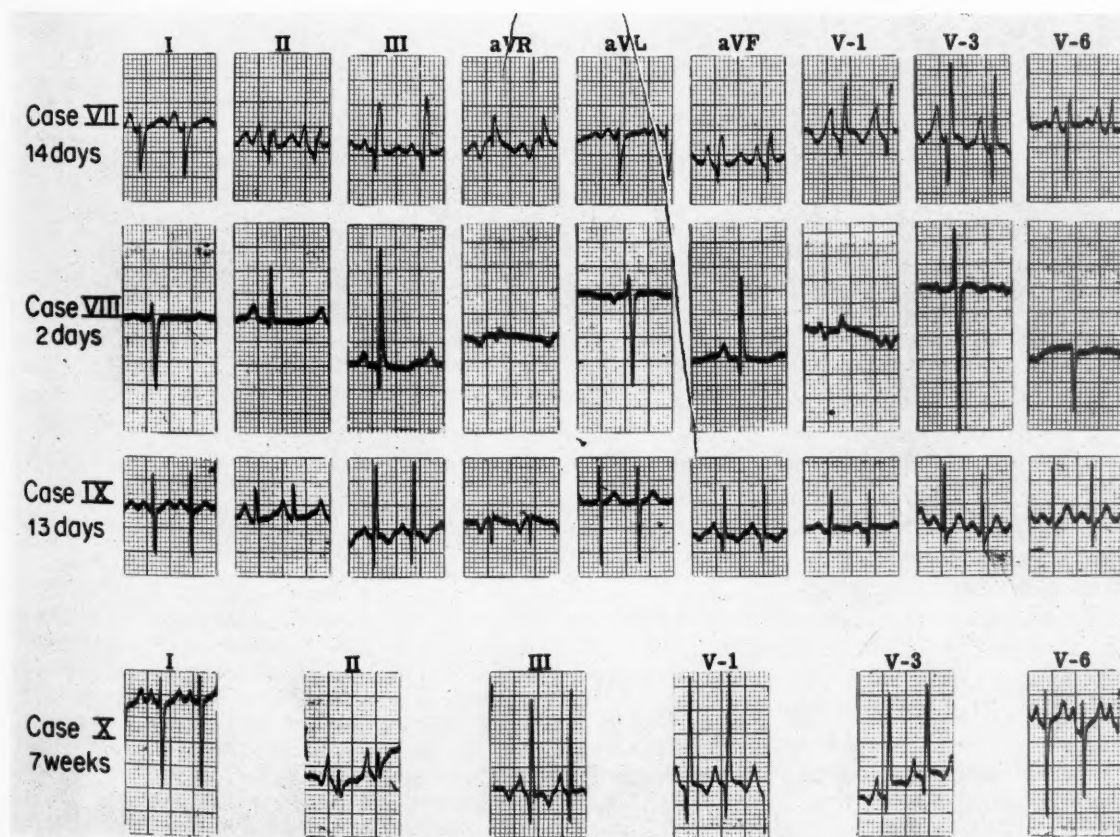 I II III aVR aVL aVF V-1 V-3 V-6
Case VII
14 days
Case VIII
2 days
Case IX
13 days
I II III V-1 V-3 V-6
Case X
7 weeks